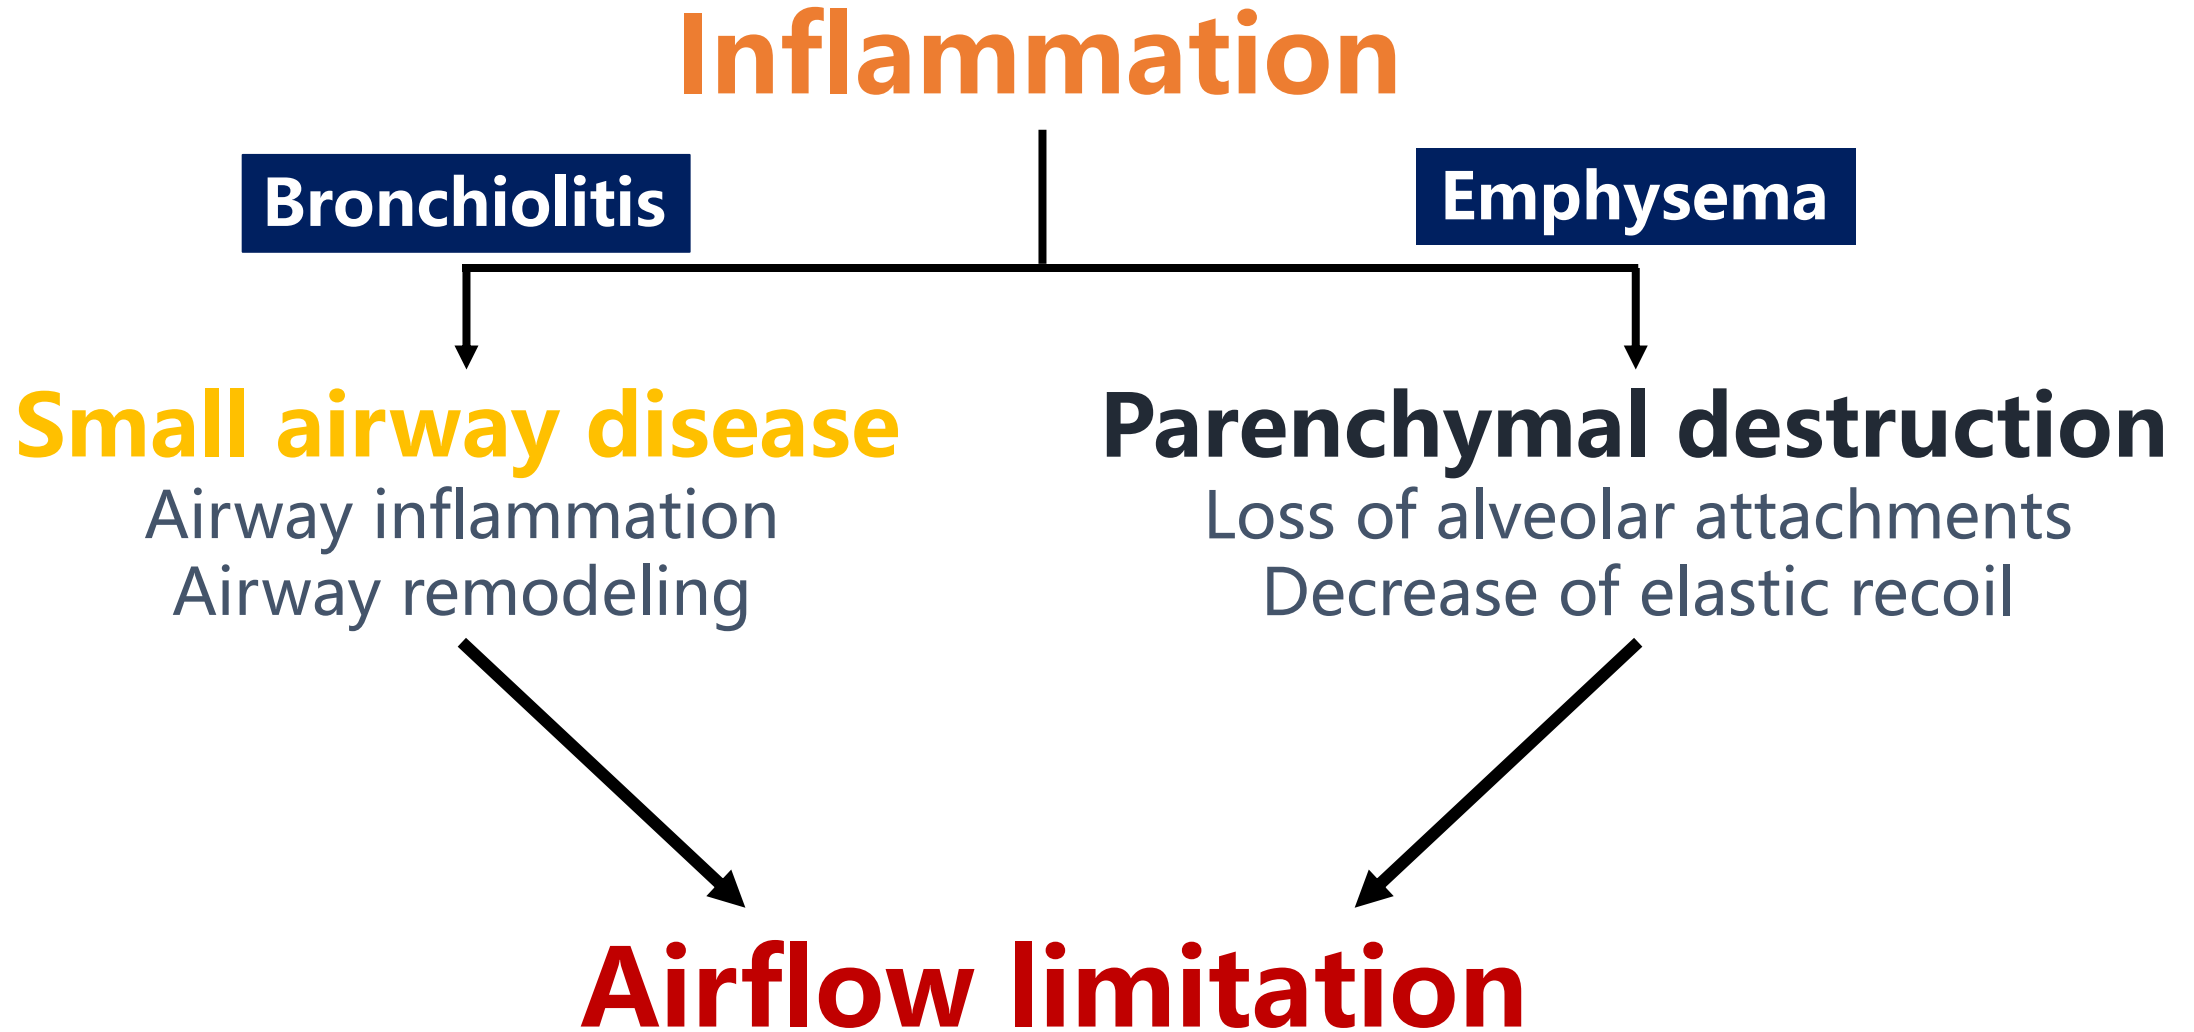 Inflammation
Bronchiolitis
Emphysema
Small airway disease
Airway inflammation
Airway remodeling
Parenchymal destruction
Loss of alveolar attachments
Decrease of elastic recoil
Airflow limitation